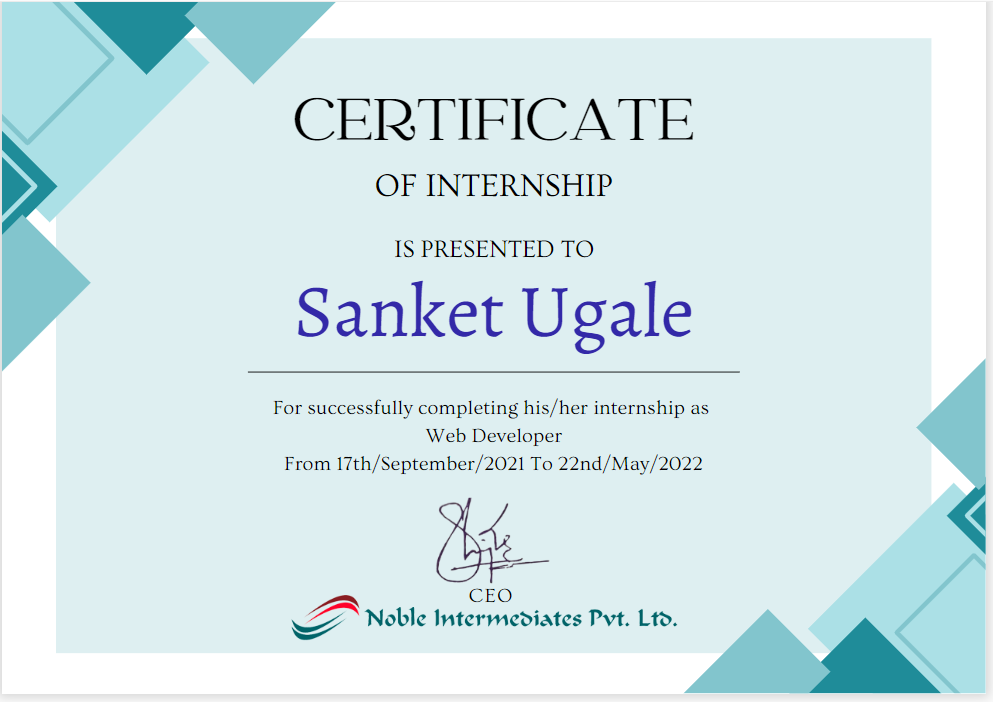 CERTIFICATE
OF INTERNSHIP
IS PRESENTED TO
Sanket Ugale
For successfully completing his/her internship as
Web Developer
From 17th/September/2021 To 22nd/May/2022
CEO
Noble Intermediates Pvt. Ltd.